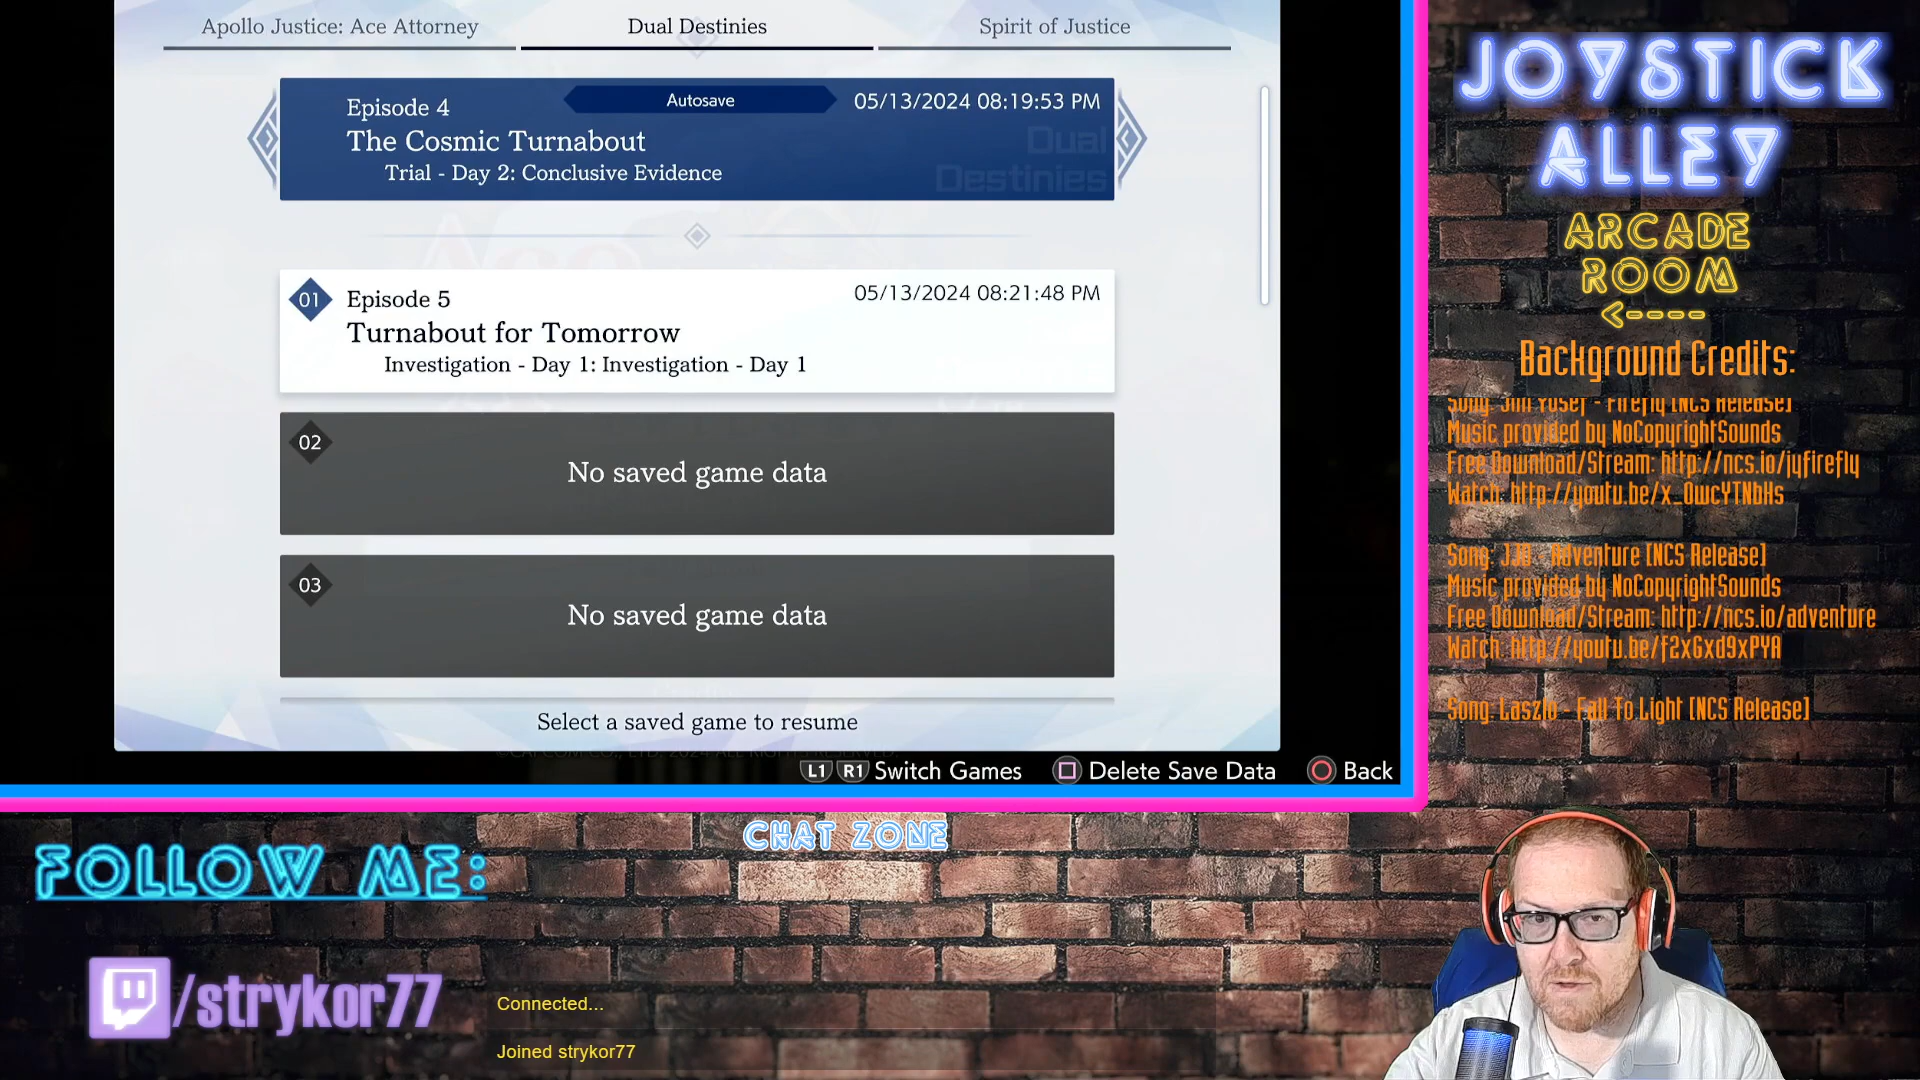 Apollo Justice: Ace Attorney
Dual Destinies
Spirit of Justice
Episode 4
Autosave
05/13/2024 08:19:53 PM
The Cosmic Turnabout
Trial - Day 2: Conclusive Evidence
Dual
Destinies
01
Episode 5
05/13/2024 08:21:48 PM
Turnabout for Tomorrow
Investigation - Day 1: Investigation - Day 1
02
No saved game data
03
No saved game data
Select a saved game to resume
L1 R1 Switch Games
Delete Save Data
Back
JOYSTICK
ALLEY
ARCADE
ROOM
<----
Background Credits:
Song: Jim Yosef - Firefly [NCS Release]
Music provided by NoCopyrightSounds
Free Download/Stream: http://ncs.io/jyfirefly
Watch: http://youtu.be/x_OwcYTNbHs
Song: JJD - Adventure [NCS Release]
Music provided by NoCopyrightSounds
Free Download/Stream: http://ncs.io/adventure
Watch: http://youtu.be/f2xGxd9xPYA
Song: Laszlo - Fall To Light [NCS Release]
CHAT ZONE
FOLLOW ME:
/strykor77
Connected...
Joined strykor77